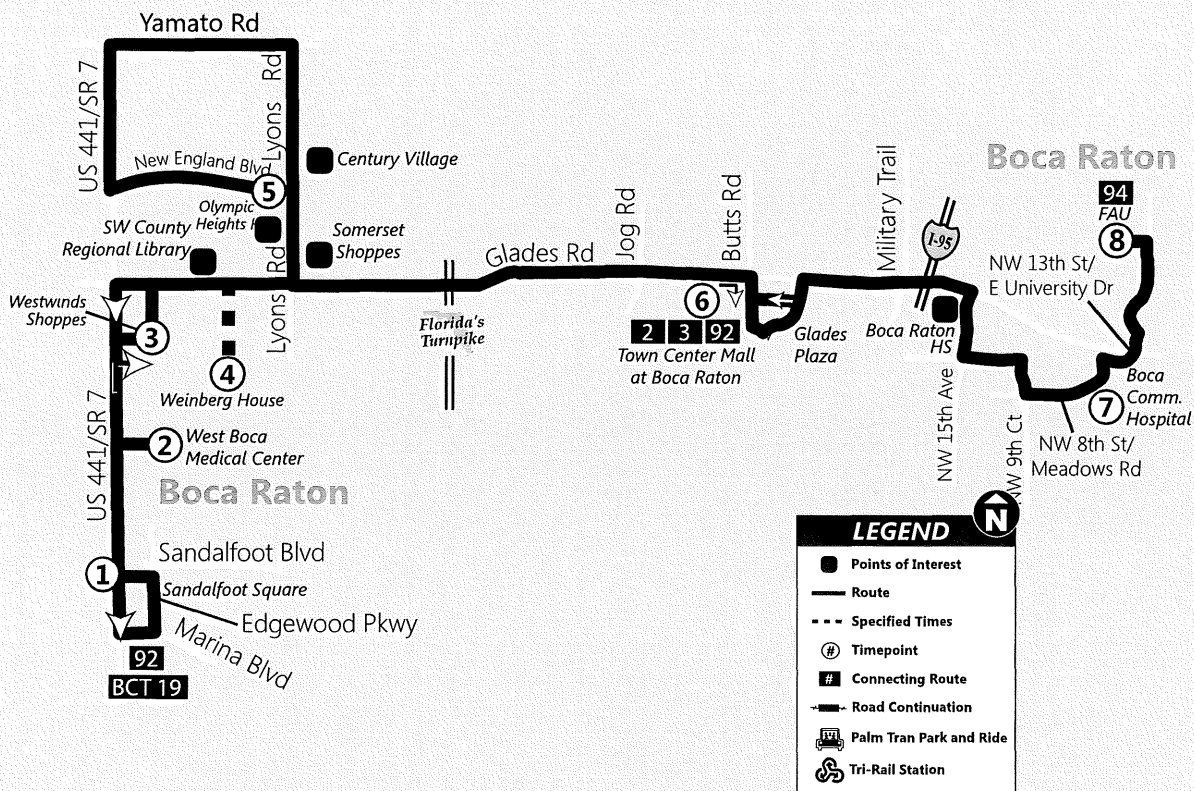 Yamato Rd
US 441/SR 7
Lyons Rd
New England Blvd
5
Century Village
Olympic
Heights
SW County
Regional Library
Somerset
Shoppes
Lyons Rd
Westwinds
Shoppes
3
4
Weinberg House
US 441/SR 7
2
West Boca
Medical Center
Boca Raton
1
Sandalfoot Blvd
Sandalfoot Square
Edgewood Pkwy
Marina Blvd
92
BCT 19
Florida's
Turnpike
Glades Rd
Jog Rd
Butts Rd
6
2 3 92
Town Center Mall
at Boca Raton
Glades
Plaza
Military Trail
I-95
Boca Raton
HS
Boca Raton
94
FAU
8
NW 13th St/
E University Dr
NW 15th Ave
NW 9th Ct
7
Boca
Comm.
Hospital
NW 8th St/
Meadows Rd
N
LEGEND
Points of Interest
Route
Specified Times
# Timepoint
# Connecting Route
Road Continuation
Palm Tran Park and Ride
Tri-Rail Station